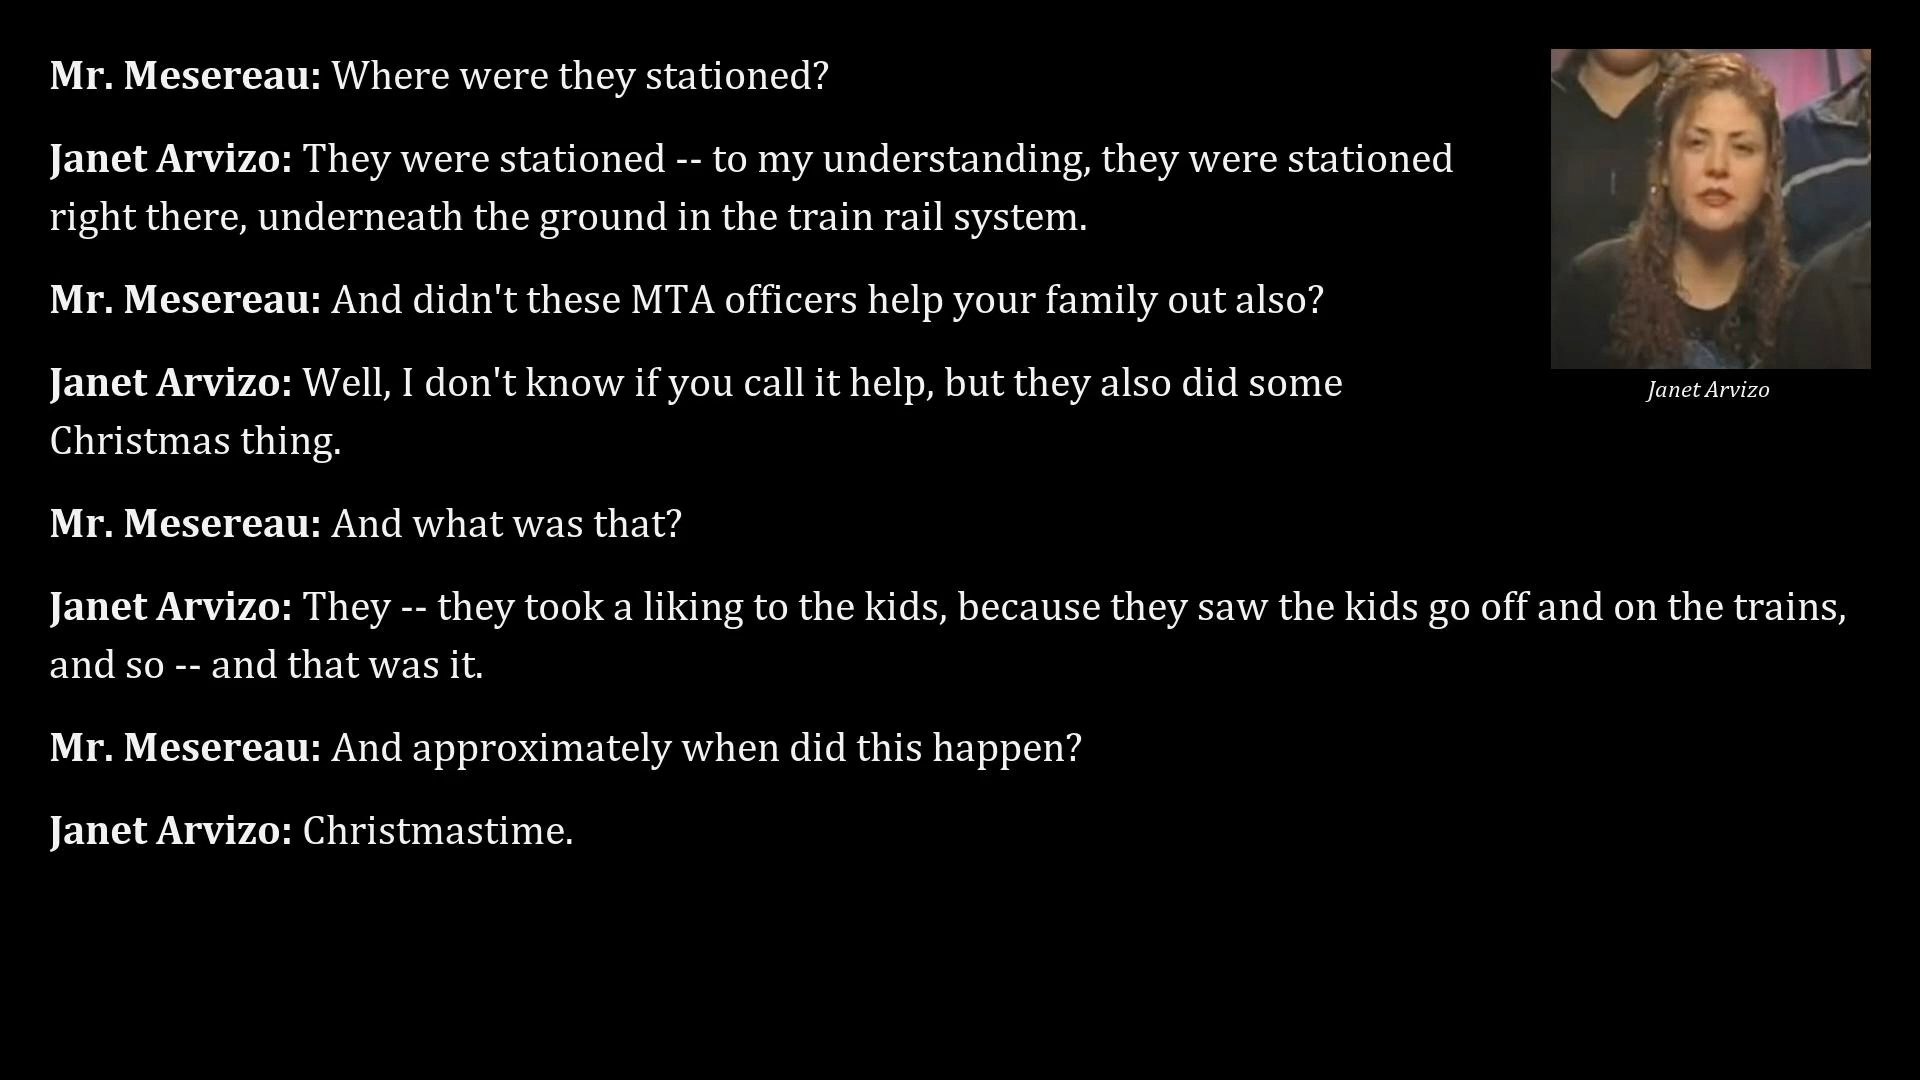 Mr. Mesereau: Where were they stationed?
Janet Arvizo: They were stationed -- to my understanding, they were stationed
right there, underneath the ground in the train rail system.
Mr. Mesereau: And didn't these MTA officers help your family out also?
Janet Arvizo: Well, I don't know if you call it help, but they also did some
Christmas thing.
Janet Arvizo
Mr. Mesereau: And what was that?
Janet Arvizo: They -- they took a liking to the kids, because they saw the kids go off and on the trains,
and so -- and that was it.
Mr. Mesereau: And approximately when did this happen?
Janet Arvizo: Christmastime.